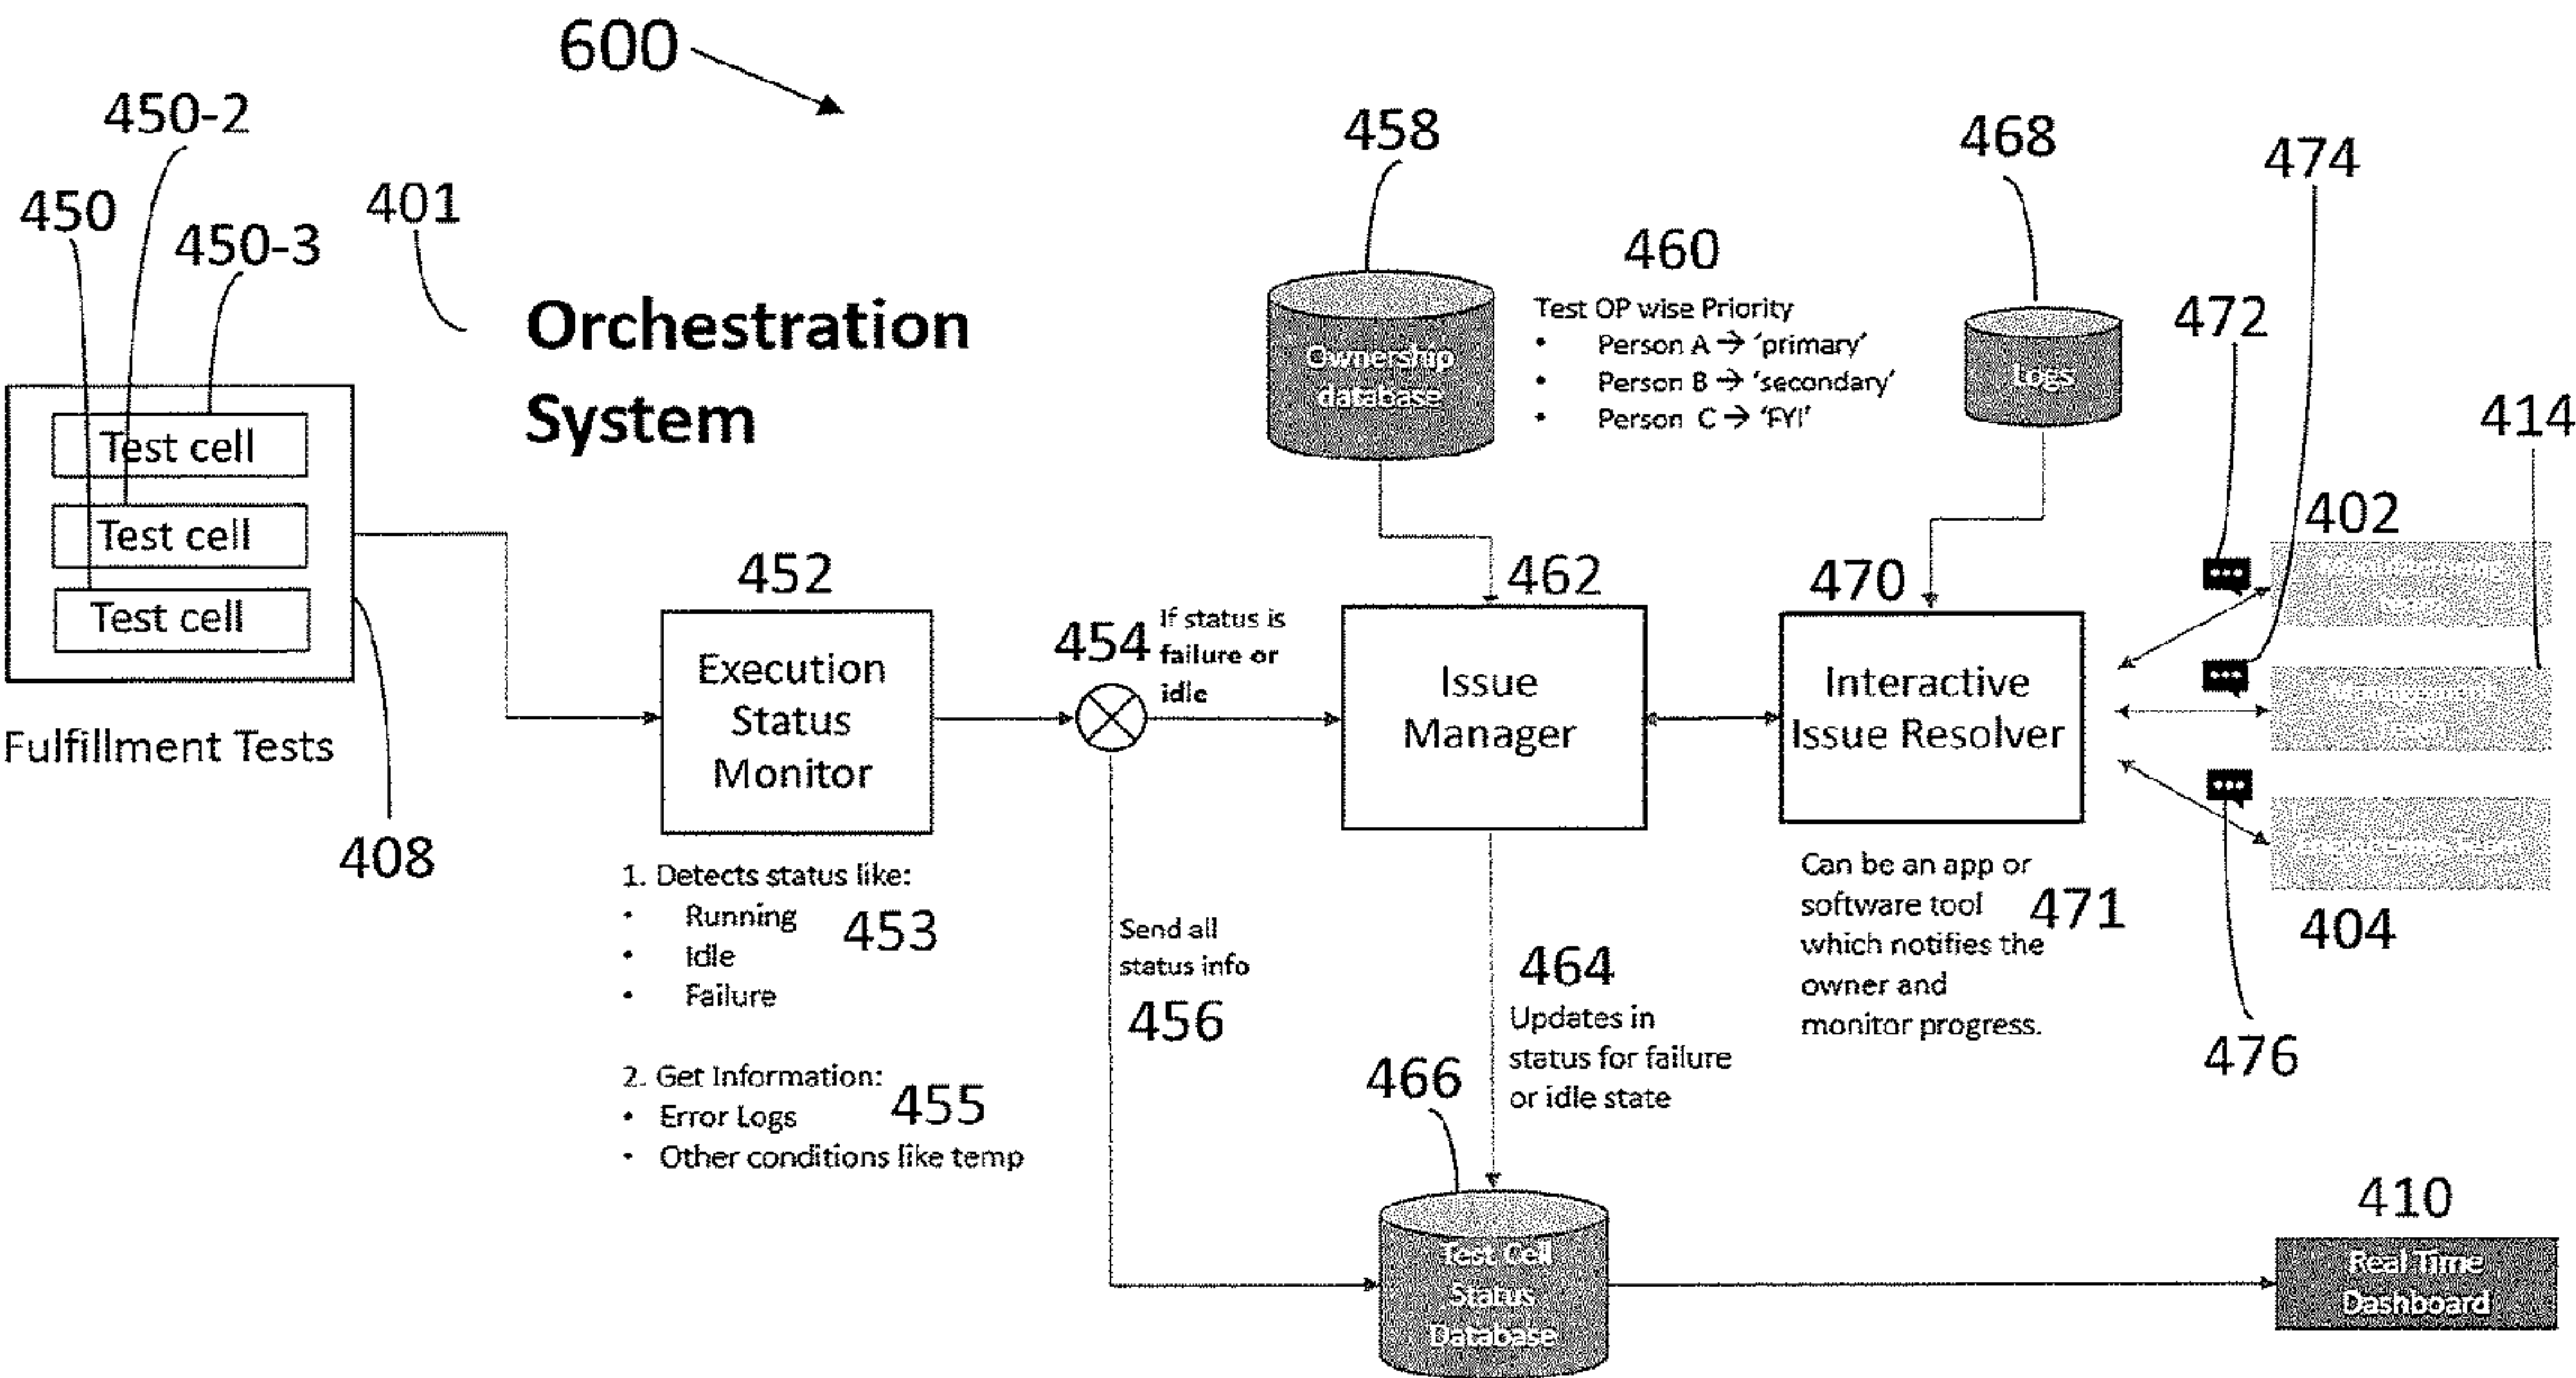 600
450-2
450
450-3
401
Orchestration
System
Test cell
Test cell
Test cell
Fulfillment Tests
408
452
Execution
Status
Monitor
1. Detects status like:
• Running
• Idle
• Failure
453
2. Get Information:
• Error Logs
• Other conditions like temp
455
454
If status is
failure or
idle
Send all
status info
456
458
Ownership
database
460
Test OP wise Priority
• Person A → 'primary'
• Person B → 'secondary'
• Person C → 'FYI'
462
Issue
Manager
464
Updates in
status for failure
or idle state
466
Test Cell
Status
Database
468
Logs
470
Interactive
Issue Resolver
Can be an app or
software tool
which notifies the
owner and
monitor progress.
471
472
474
414
402
Management
404
476
410
Real Time
Dashboard